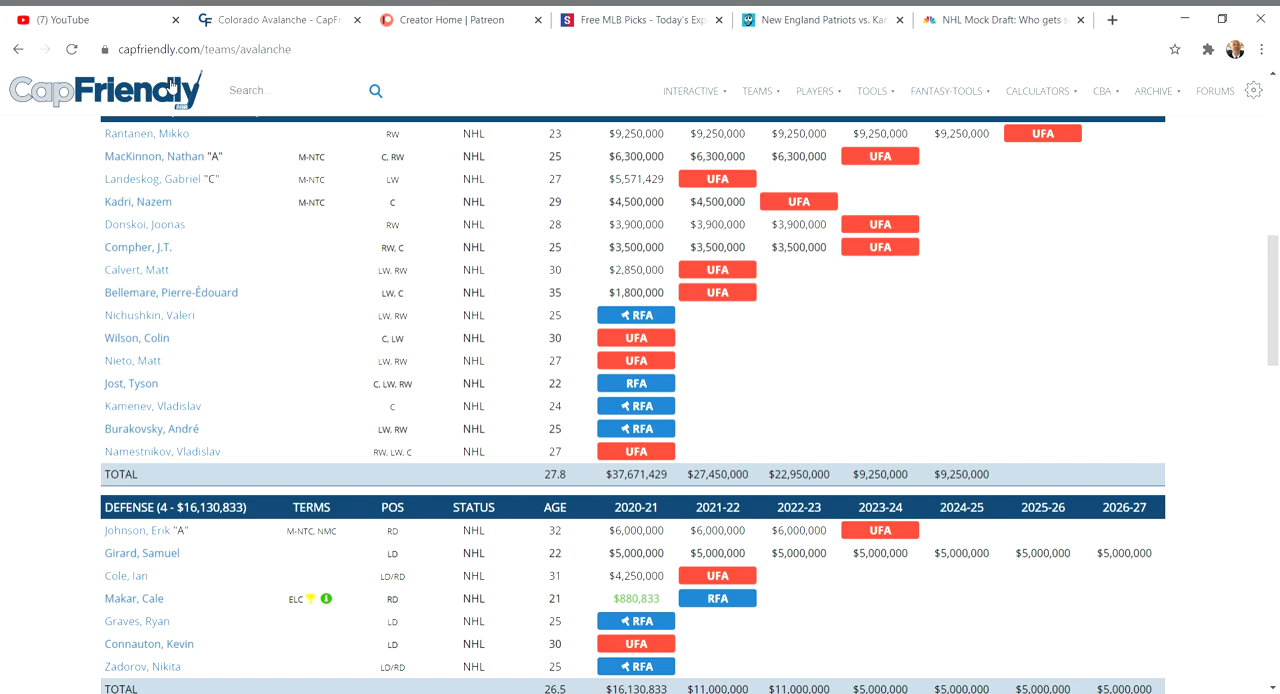 (7) YouTube
Colorado Avalanche - CapFr
Creator Home | Patreon
Free MLB Picks - Today's Exp
New England Patriots vs. Kan
NHL Mock Draft: Who gets s
capfriendly.com/teams/avalanche
CapFriendly
Search...
INTERACTIVE TEAMS PLAYERS TOOLS FANTASY-TOOLS CALCULATORS CBA ARCHIVE FORUMS
Rantanen, Mikko RW NHL 23 $9,250,000 $9,250,000 $9,250,000 $9,250,000 $9,250,000 UFA
MacKinnon, Nathan "A" M-NTC C, RW NHL 25 $6,300,000 $6,300,000 $6,300,000 UFA
Landeskog, Gabriel "C" M-NTC LW NHL 27 $5,571,429 UFA
Kadri, Nazem M-NTC C NHL 29 $4,500,000 $4,500,000 UFA
Donskoi, Joonas RW NHL 28 $3,900,000 $3,900,000 $3,900,000 UFA
Compher, J.T. RW, C NHL 25 $3,500,000 $3,500,000 $3,500,000 UFA
Calvert, Matt LW, RW NHL 30 $2,850,000 UFA
Bellemare, Pierre-Édouard LW, C NHL 35 $1,800,000 UFA
Nichushkin, Valeri LW, RW NHL 25 RFA
Wilson, Colin C, LW NHL 30 UFA
Nieto, Matt LW, RW NHL 27 UFA
Jost, Tyson C, LW, RW NHL 22 RFA
Kamenev, Vladislav C NHL 24 RFA
Burakovsky, André LW, RW NHL 25 RFA
Namestnikov, Vladislav RW, LW, C NHL 27 UFA
TOTAL 27.8 $37,671,429 $27,450,000 $22,950,000 $9,250,000 $9,250,000
DEFENSE (4 - $16,130,833) TERMS POS STATUS AGE 2020-21 2021-22 2022-23 2023-24 2024-25 2025-26 2026-27
Johnson, Erik "A" M-NTC, NMC RD NHL 32 $6,000,000 $6,000,000 $6,000,000 UFA
Girard, Samuel LD NHL 22 $5,000,000 $5,000,000 $5,000,000 $5,000,000 $5,000,000 $5,000,000 $5,000,000
Cole, Ian LD/RD NHL 31 $4,250,000 UFA
Makar, Cale ELC RD NHL 21 $880,833 RFA
Graves, Ryan LD NHL 25 RFA
Connauton, Kevin LD NHL 30 UFA
Zadorov, Nikita LD/RD NHL 25 RFA
TOTAL 26.5 $16,130,833 $11,000,000 $11,000,000 $5,000,000 $5,000,000 $5,000,000 $5,000,000